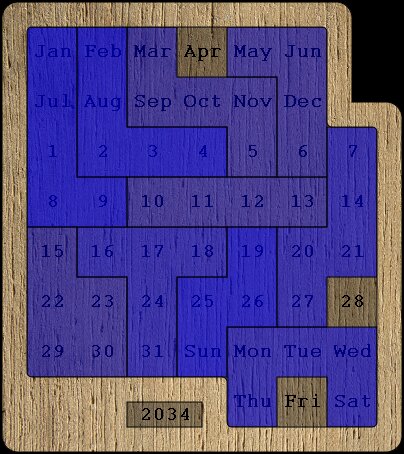 Jan Feb Mar Apr May Jun
Jul Aug Sep Oct Nov Dec
1 2 3 4 5 6 7
8 9 10 11 12 13 14
15 16 17 18 19 20 21
22 23 24 25 26 27 28
29 30 31 Sun Mon Tue Wed
Thu Fri Sat
2034